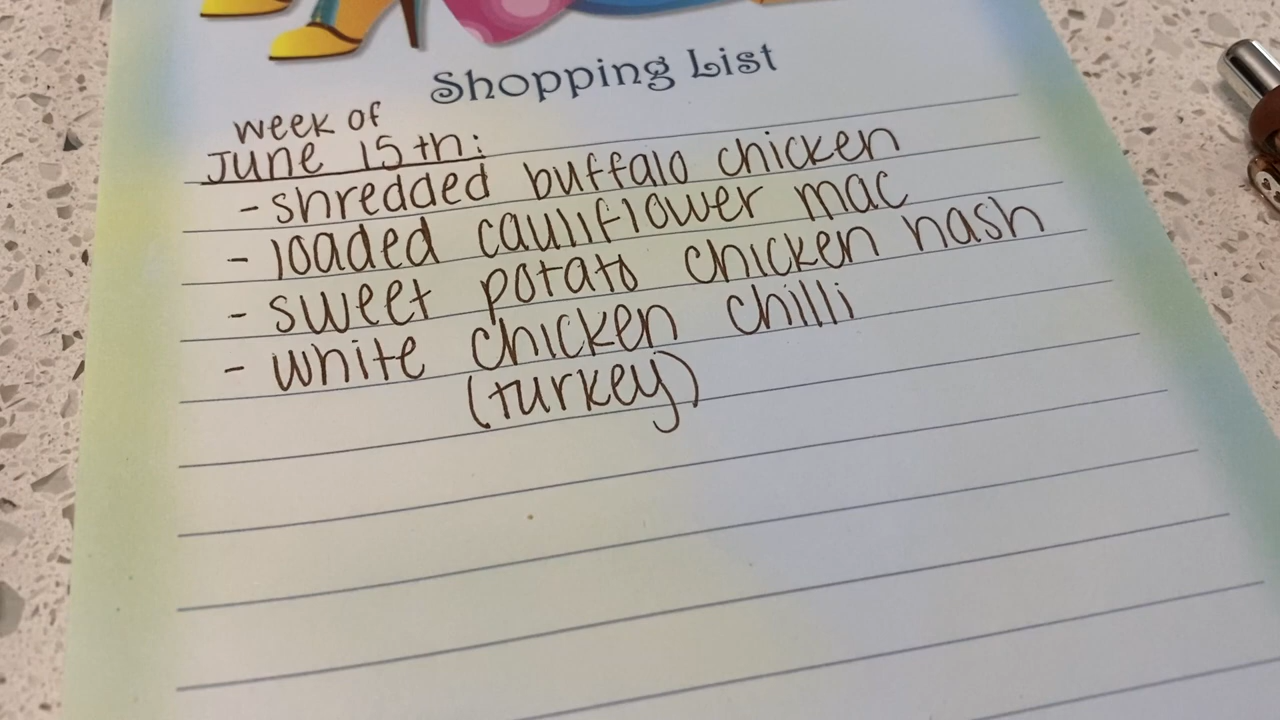 Shopping List
week of
June 15th:
- shredded buffalo chicken
- loaded cauliflower mac
- sweet potato chicken hash
- white chicken chilli
(turkey)